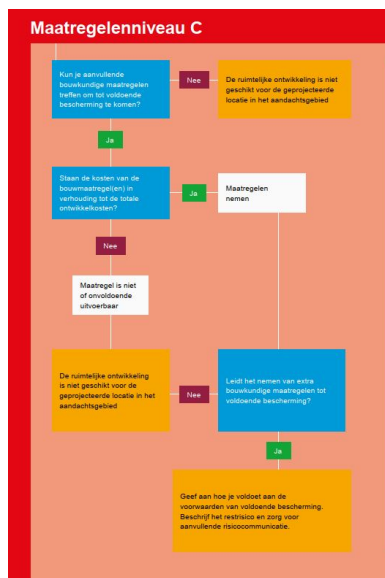 Maatregelenniveau C
Kun je aanvullende
bouwkundige maatregelen
treffen om tot voldoende
bescherming te komen?
Nee
De ruimtelijke ontwikkeling is niet
geschikt voor de geprojecteerde
locatie in het aandachtsgebied
Ja
Staan de kosten van de
bouwmaatregel(en) in
verhouding tot de totale
ontwikkelkosten?
Ja
Maatregelen
nemen
Nee
Maatregel is niet
of onvoldoende
uitvoerbaar
De ruimtelijke ontwikkeling
is niet geschikt voor de
geprojecteerde locatie in het
aandachtsgebied
Nee
Leidt het nemen van extra
bouwkundige maatregelen tot
voldoende bescherming?
Ja
Geef aan hoe je voldoet aan de
voorwaarden van voldoende bescherming.
Beschrijf het restrisico en zorg voor
aanvullende risicocommunicatie.